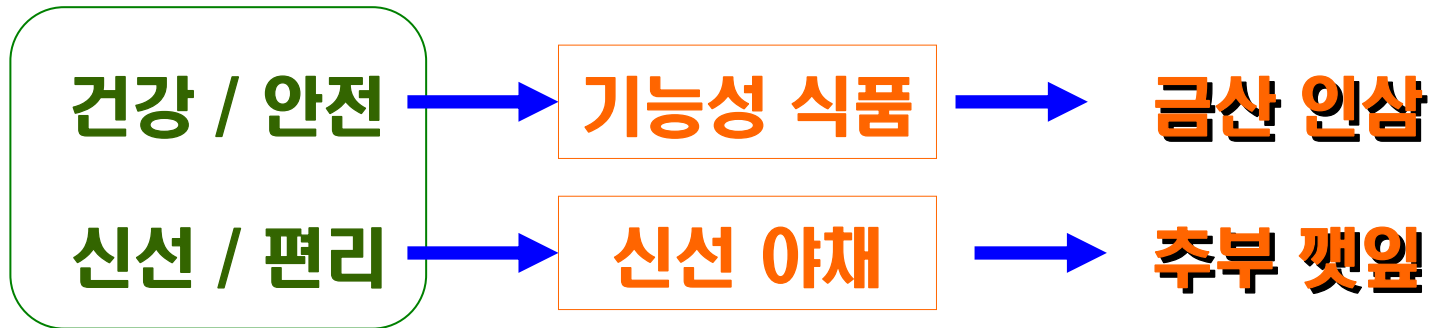 건강 / 안전 기능성 식품 금산 인삼
신선 / 편리 신선 야채 추부 깻잎